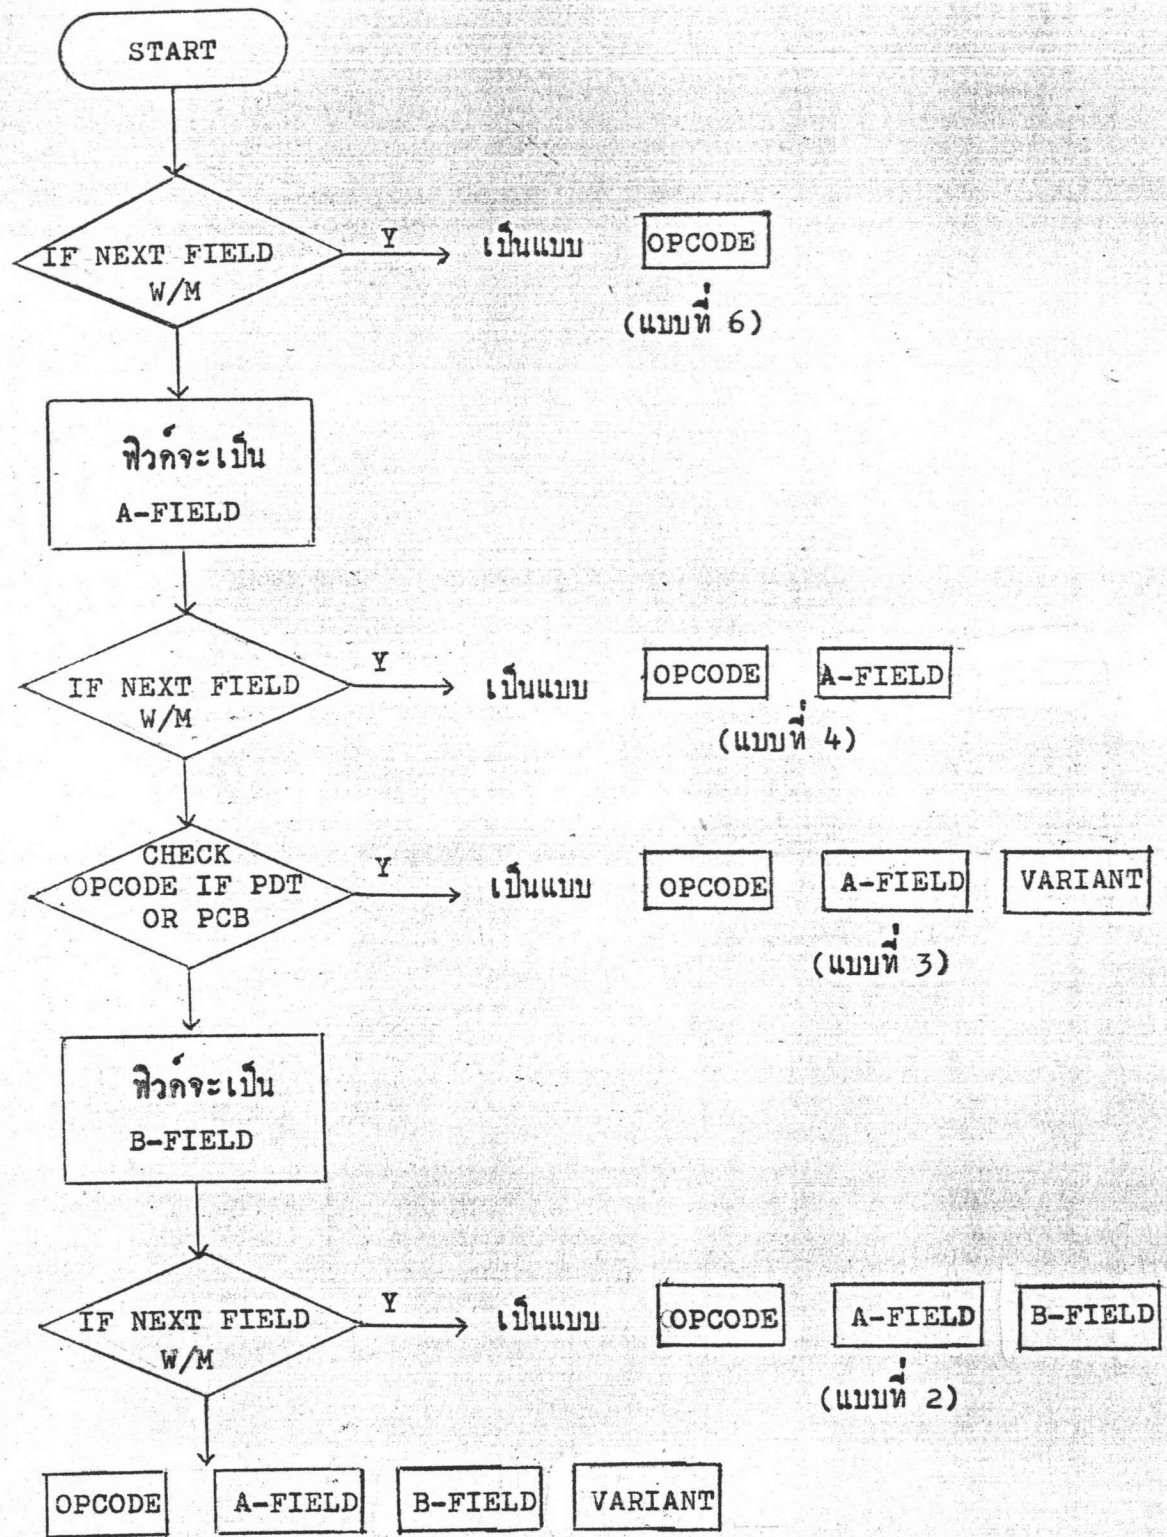 START
IF NEXT FIELD
W/M
Y
เป็นแบบ
OPCODE
(แบบที่ 6)
ฟิวด์จะเป็น
A-FIELD
IF NEXT FIELD
W/M
Y
เป็นแบบ
OPCODE A-FIELD
(แบบที่ 4)
CHECK
OPCODE IF PDT
OR PCB
Y
เป็นแบบ
OPCODE A-FIELD VARIANT
(แบบที่ 3)
ฟิวด์จะเป็น
B-FIELD
IF NEXT FIELD
W/M
Y
เป็นแบบ
OPCODE A-FIELD B-FIELD
(แบบที่ 2)
OPCODE A-FIELD B-FIELD VARIANT